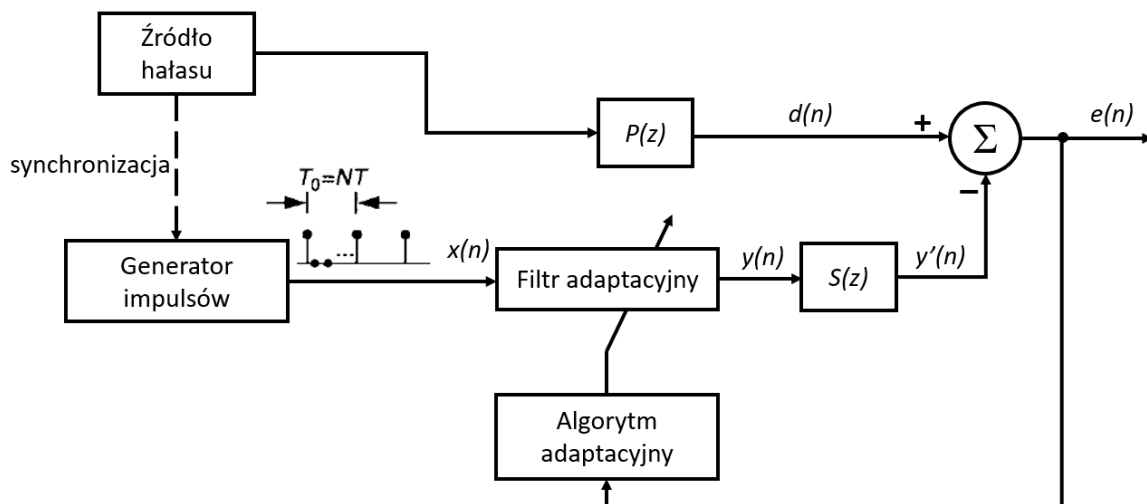 Źródło
hałasu
synchronizacja
Generator
impulsów
T₀=NT
...
x(n)
Filtr adaptacyjny
y(n)
S(z)
y’(n)
P(z)
d(n)
+
−
Σ
e(n)
Algorytm
adaptacyjny